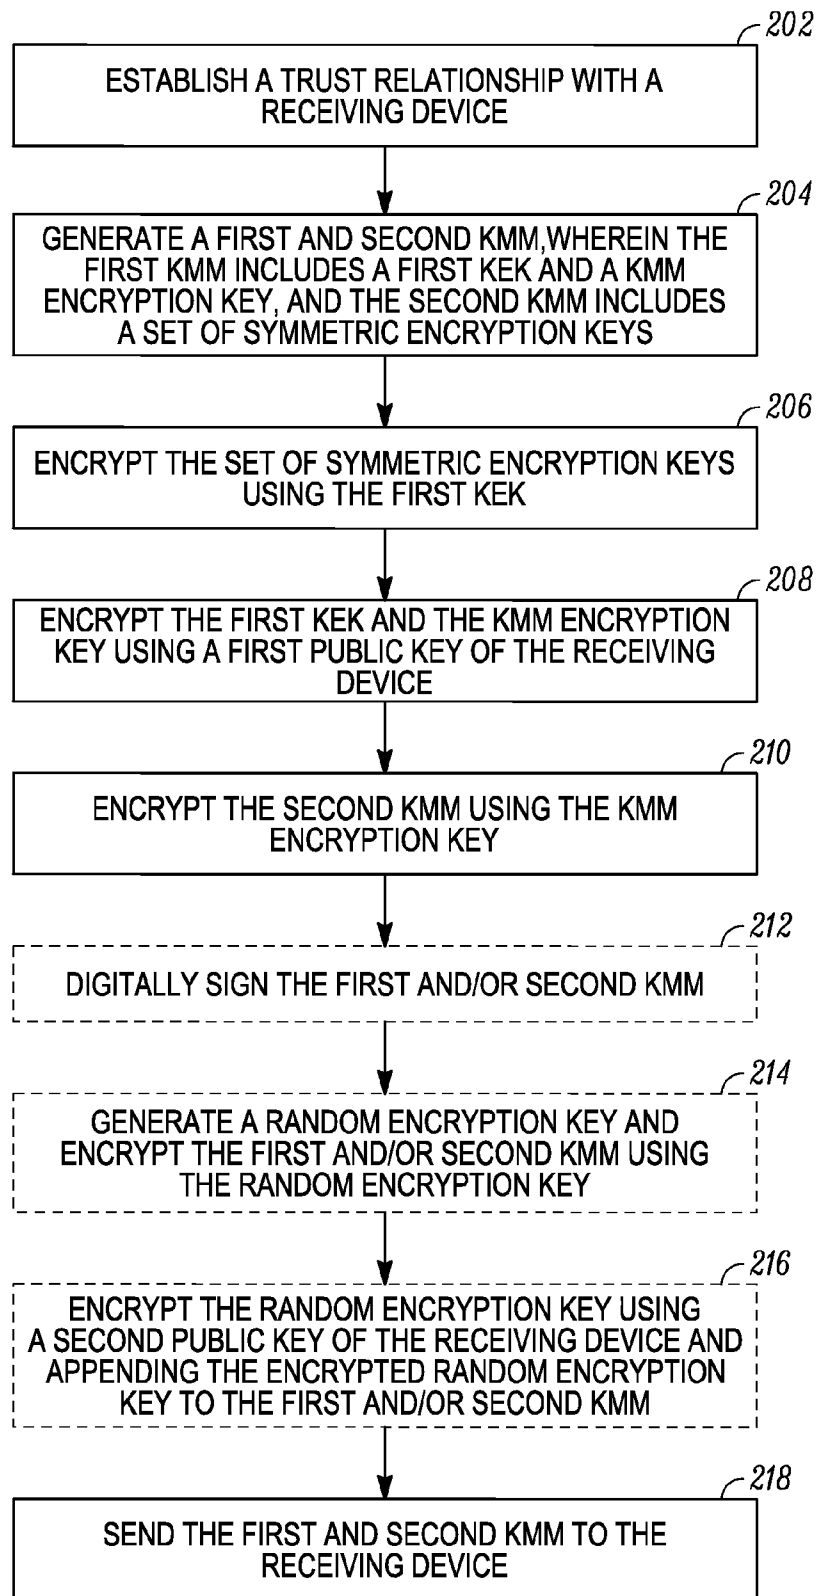 202
ESTABLISH A TRUST RELATIONSHIP WITH A
RECEIVING DEVICE
204
GENERATE A FIRST AND SECOND KMM,WHEREIN THE
FIRST KMM INCLUDES A FIRST KEK AND A KMM
ENCRYPTION KEY, AND THE SECOND KMM INCLUDES
A SET OF SYMMETRIC ENCRYPTION KEYS
206
ENCRYPT THE SET OF SYMMETRIC ENCRYPTION KEYS
USING THE FIRST KEK
208
ENCRYPT THE FIRST KEK AND THE KMM ENCRYPTION
KEY USING A FIRST PUBLIC KEY OF THE RECEIVING
DEVICE
210
ENCRYPT THE SECOND KMM USING THE KMM
ENCRYPTION KEY
212
DIGITALLY SIGN THE FIRST AND/OR SECOND KMM
214
GENERATE A RANDOM ENCRYPTION KEY AND
ENCRYPT THE FIRST AND/OR SECOND KMM USING
THE RANDOM ENCRYPTION KEY
216
ENCRYPT THE RANDOM ENCRYPTION KEY USING
A SECOND PUBLIC KEY OF THE RECEIVING DEVICE AND
APPENDING THE ENCRYPTED RANDOM ENCRYPTION
KEY TO THE FIRST AND/OR SECOND KMM
218
SEND THE FIRST AND SECOND KMM TO THE
RECEIVING DEVICE